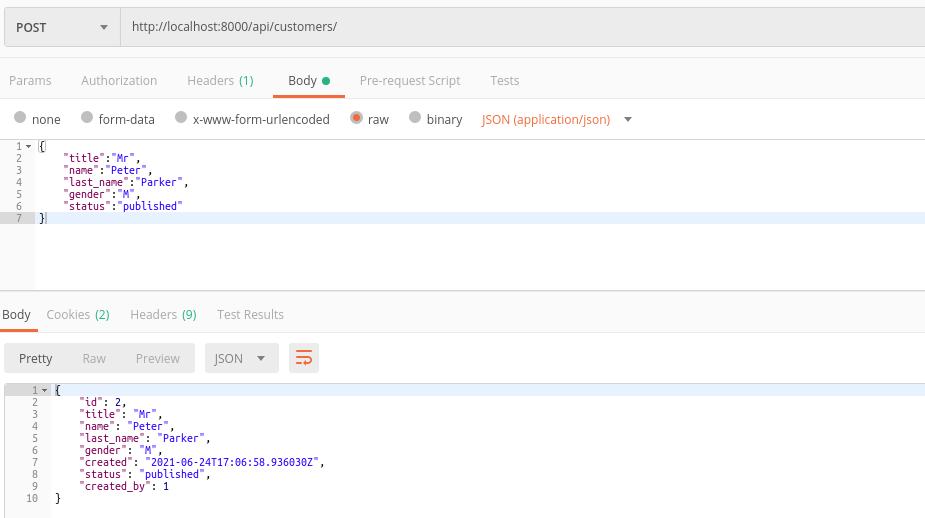 POST http://localhost:8000/api/customers/
Params Authorization Headers (1) Body Pre-request Script Tests
none form-data x-www-form-urlencoded raw binary JSON (application/json)
1 {
2 "title":"Mr",
3 "name":"Peter",
4 "last_name":"Parker",
5 "gender":"M",
6 "status":"published"
7 }
Body Cookies (2) Headers (9) Test Results
Pretty Raw Preview JSON
1 {
2 "id": 2,
3 "title": "Mr",
4 "name": "Peter",
5 "last_name": "Parker",
6 "gender": "M",
7 "created": "2021-06-24T17:06:58.936030Z",
8 "status": "published",
9 "created_by": 1
10 }